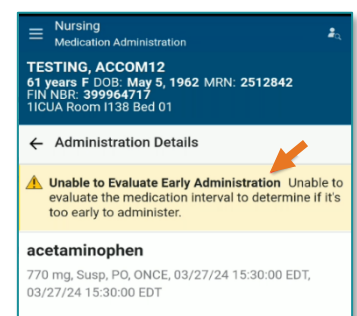 Nursing
Medication Administration
TESTING, ACCOM12
61 years F DOB: May 5, 1962 MRN: 2512842
FIN NBR: 399964717
1ICUA Room I138 Bed 01
Administration Details
Unable to Evaluate Early Administration Unable to
evaluate the medication interval to determine if it's
too early to administer.
acetaminophen
770 mg, Susp, PO, ONCE, 03/27/24 15:30:00 EDT,
03/27/24 15:30:00 EDT